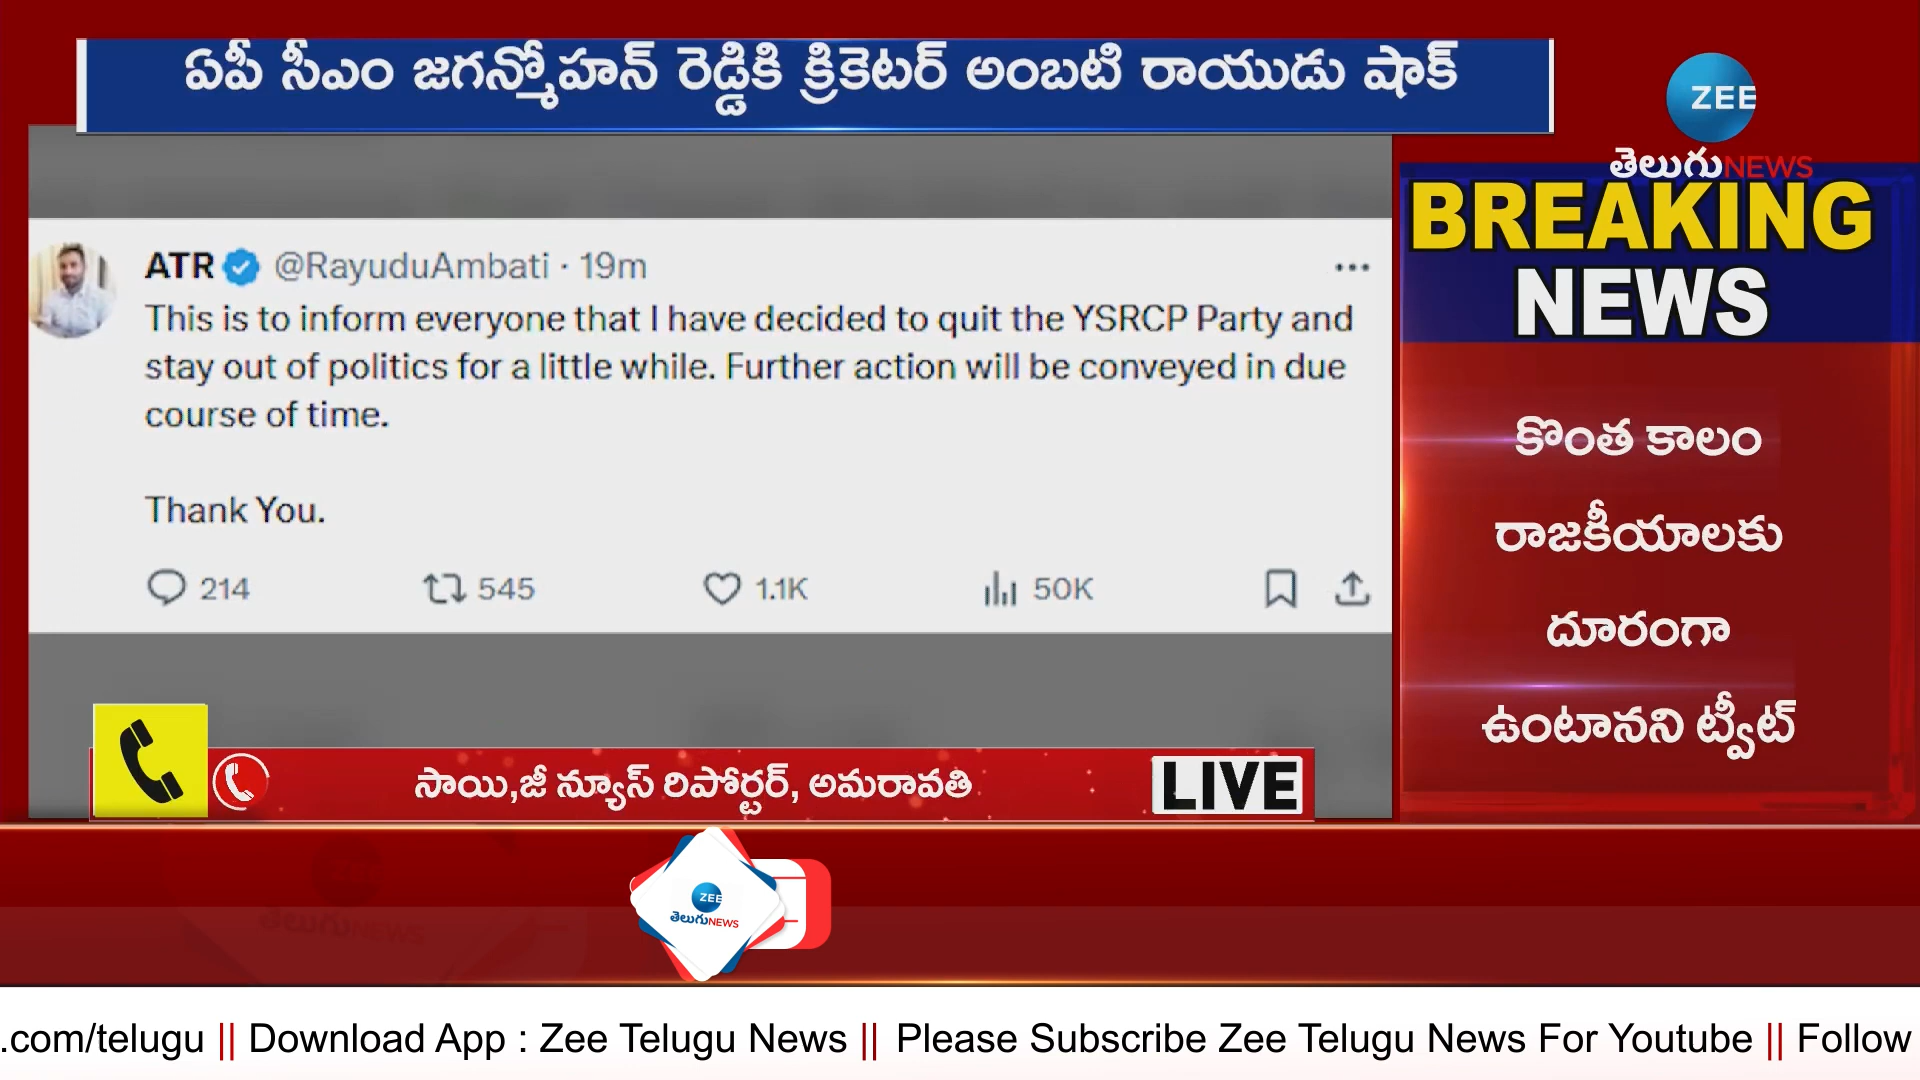 ఏపీ సీఎం జగన్మోహన్ రెడ్డికి క్రికెటర్ అంబటి రాయుడు షాక్
ZEE
తెలుగు NEWS
BREAKING
NEWS
ATR @RayuduAmbati · 19m
This is to inform everyone that I have decided to quit the YSRCP Party and
stay out of politics for a little while. Further action will be conveyed in due
course of time.
Thank You.
214 545 1.1K 50K
కొంత కాలం
రాజకీయాలకు
దూరంగా
ఉంటానని ట్వీట్
సాయి,జీ న్యూస్ రిపోర్టర్, అమరావతి
LIVE
ZEE
తెలుగు NEWS
.com/telugu || Download App : Zee Telugu News || Please Subscribe Zee Telugu News For Youtube || Follow